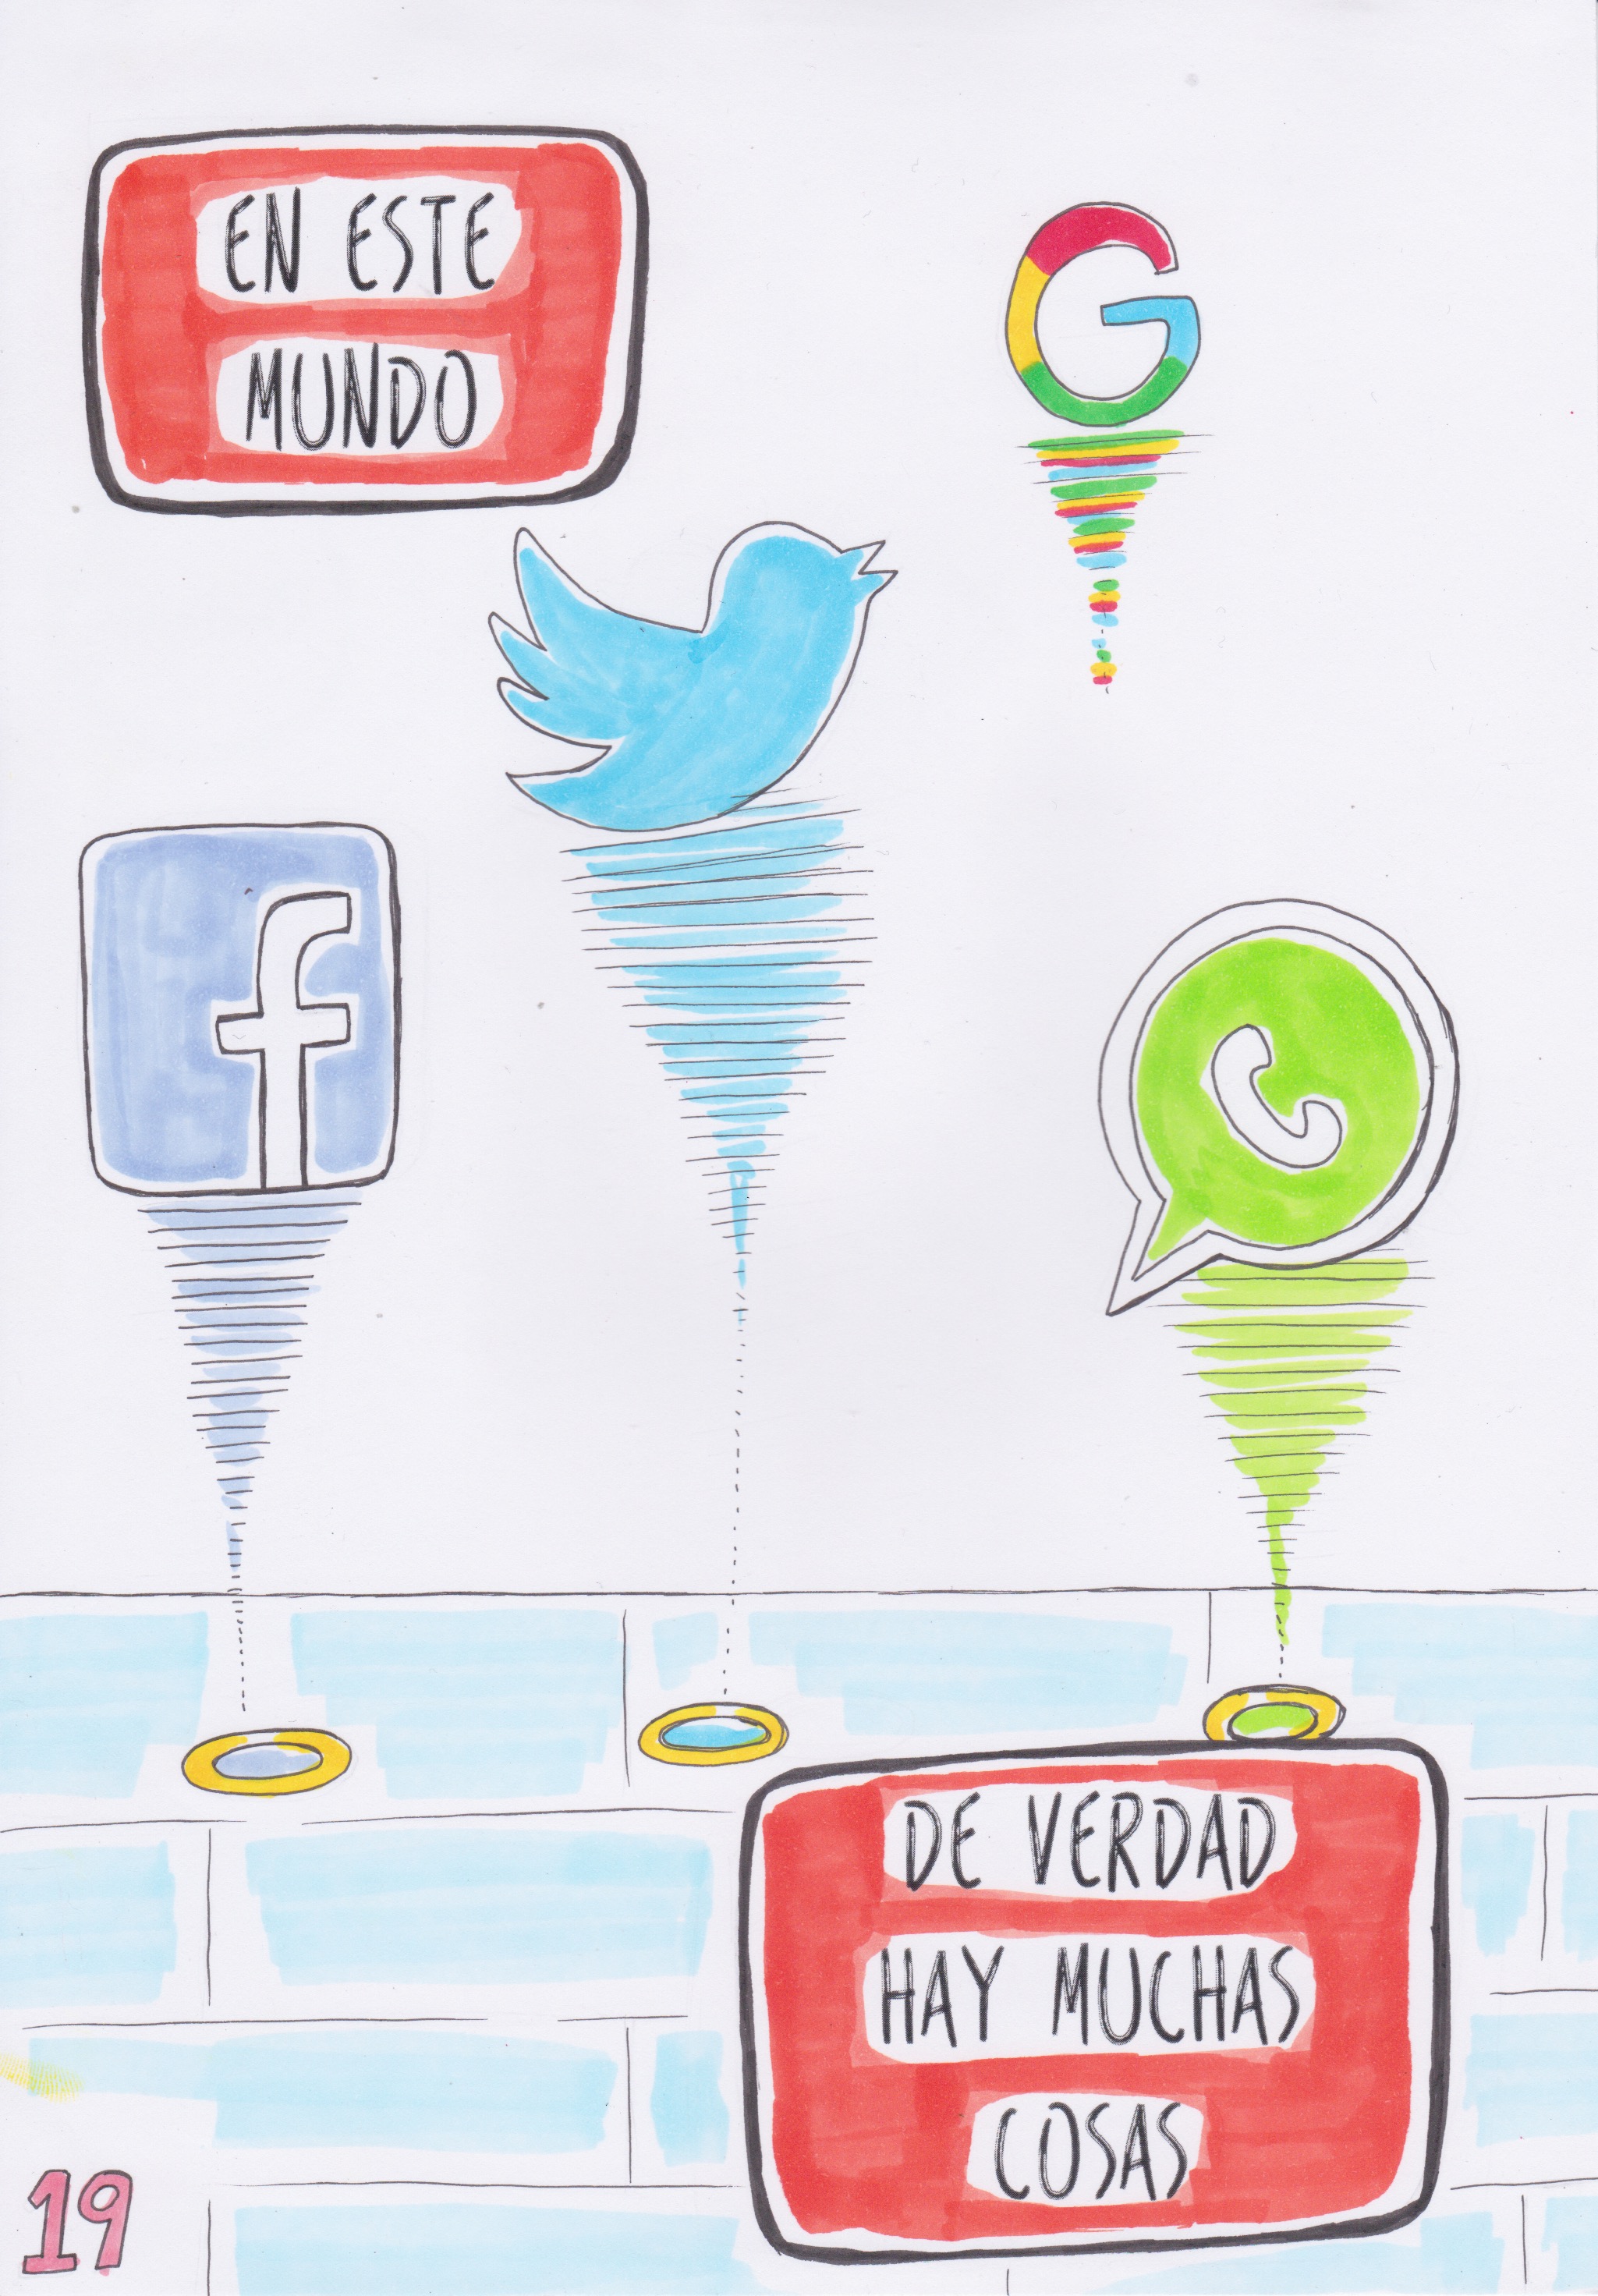 EN ESTE
MUNDO
G
f
DE VERDAD
HAY MUCHAS
COSAS
19